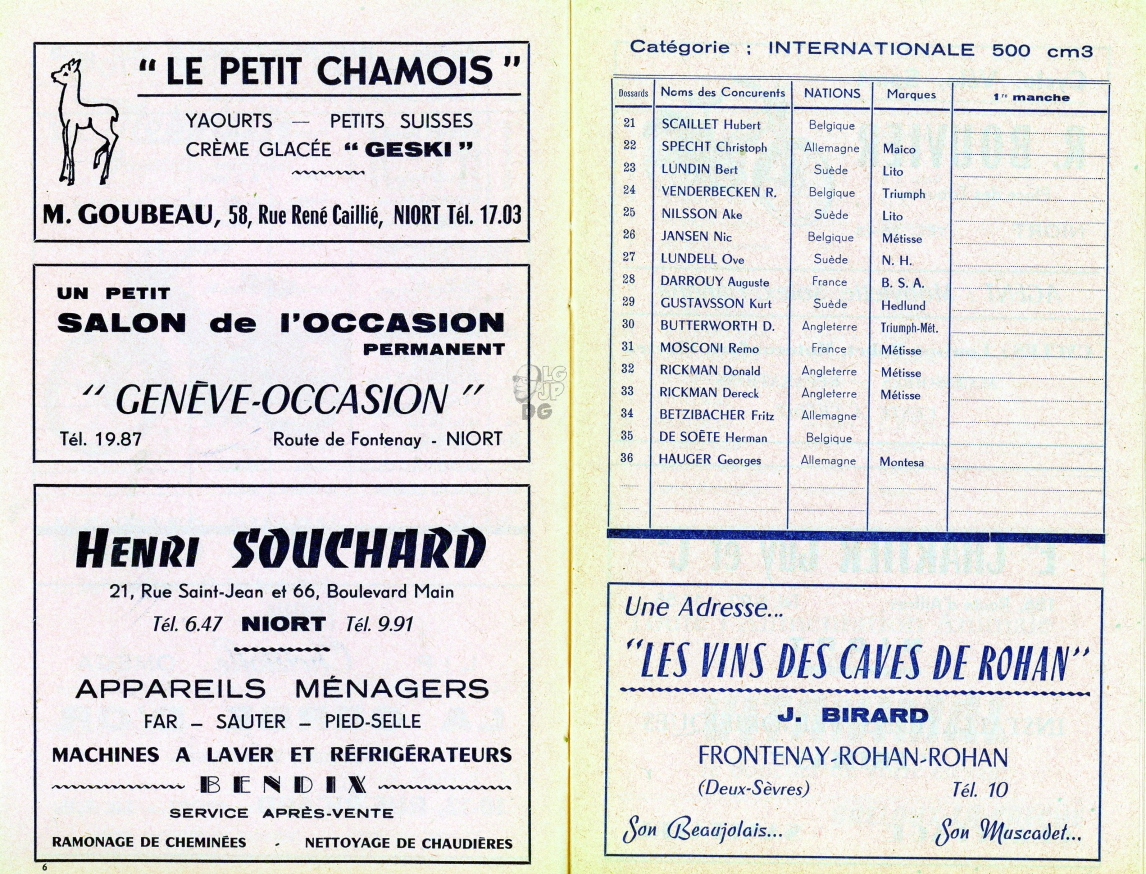 “ LE PETIT CHAMOIS ”
YAOURTS — PETITS SUISSES
CRÈME GLACÉE “ GESKI ”
M. GOUBEAU, 58, Rue René Caillié, NIORT Tél. 17.03
UN PETIT
SALON de l'OCCASION
PERMANENT
“ GENÈVE-OCCASION ”
Tél. 19.87 Route de Fontenay - NIORT
HENRI SOUCHARD
21, Rue Saint-Jean et 66, Boulevard Main
Tél. 6.47 NIORT Tél. 9.91
APPAREILS MÉNAGERS
FAR — SAUTER — PIED-SELLE
MACHINES A LAVER ET RÉFRIGÉRATEURS
BENDIX
SERVICE APRÈS-VENTE
RAMONAGE DE CHEMINÉES - NETTOYAGE DE CHAUDIÈRES
6
LG
JP
DG
Catégorie : INTERNATIONALE 500 cm3
Dossards Noms des Concurents NATIONS Marques 1re manche
21 SCAILLET Hubert Belgique
22 SPECHT Christoph Allemagne Maico
23 LUNDIN Bert Suède Lito
24 VENDERBECKEN R. Belgique Triumph
25 NILSSON Ake Suède Lito
26 JANSEN Nic Belgique Métisse
27 LUNDELL Ove Suède N. H.
28 DARROUY Auguste France B. S. A.
29 GUSTAVSSON Kurt Suède Hedlund
30 BUTTERWORTH D. Angleterre Triumph-Mét.
31 MOSCONI Remo France Métisse
32 RICKMAN Donald Angleterre Métisse
33 RICKMAN Dereck Angleterre Métisse
34 BETZIBACHER Fritz Allemagne
35 DE SOËTE Herman Belgique
36 HAUGER Georges Allemagne Montesa
Une Adresse...
“LES VINS DES CAVES DE ROHAN”
J. BIRARD
FRONTENAY-ROHAN-ROHAN
(Deux-Sèvres) Tél. 10
Son Beaujolais... Son Muscadet...